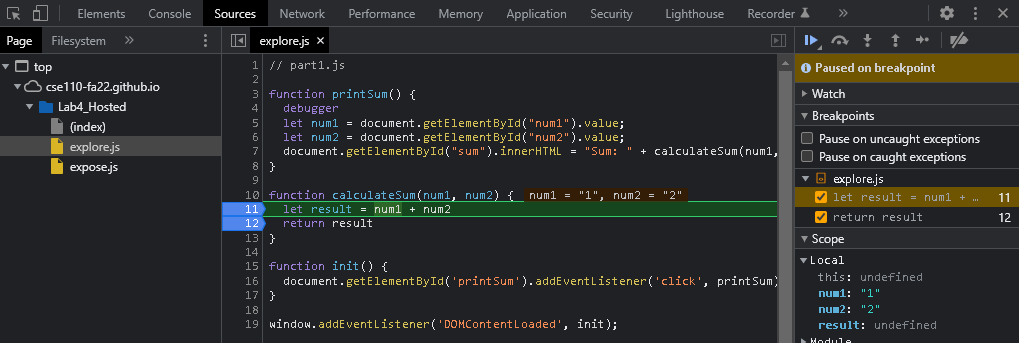 Elements Console Sources Network Performance Memory Application Security Lighthouse Recorder
Page Filesystem
top
cse110-fa22.github.io
Lab4_Hosted
(index)
explore.js
expose.js
explore.js
1 // part1.js
2
3 function printSum() {
4 debugger
5 let num1 = document.getElementById("num1").value;
6 let num2 = document.getElementById("num2").value;
7 document.getElementById("sum").innerHTML = "Sum: " + calculateSum(num1,
8 }
9
10 function calculateSum(num1, num2) { num1 = "1", num2 = "2"
11 let result = num1 + num2
12 return result
13 }
14
15 function init() {
16 document.getElementById('printSum').addEventListener('click', printSum)
17 }
18
19 window.addEventListener('DOMContentLoaded', init);
Paused on breakpoint
Watch
Breakpoints
Pause on uncaught exceptions
Pause on caught exceptions
explore.js
let result = num1 + … 11
return result 12
Scope
Local
this: undefined
num1: "1"
num2: "2"
result: undefined
Module